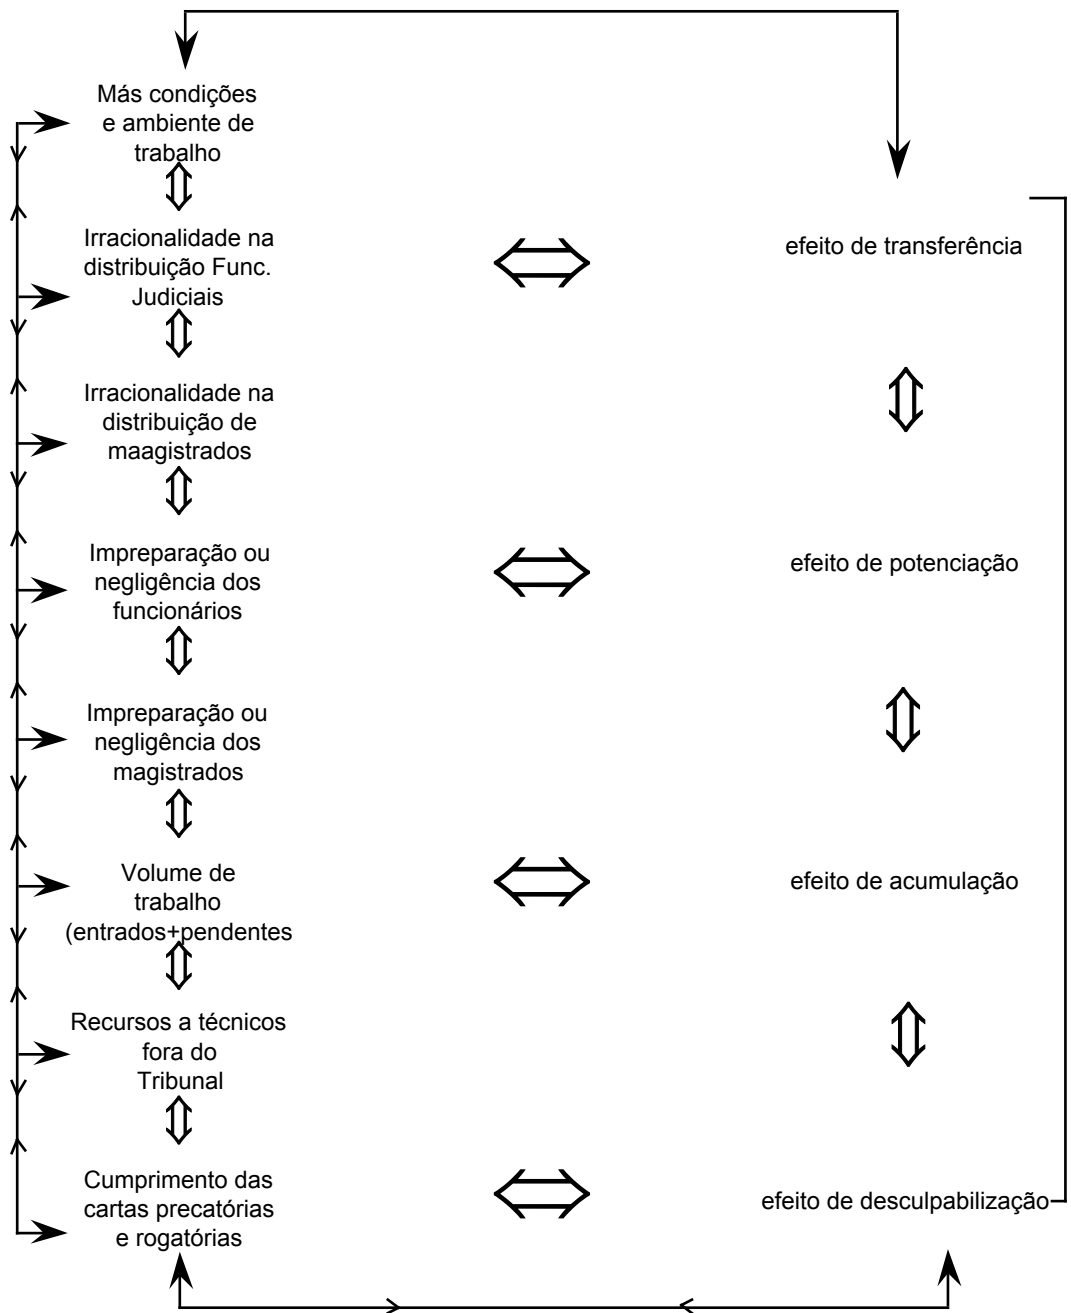 Más condições
e ambiente de
trabalho
Irracionalidade na
distribuição Func.
Judiciais
efeito de transferência
Irracionalidade na
distribuição de
maagistrados
Impreparação ou
negligência dos
funcionários
efeito de potenciação
Impreparação ou
negligência dos
magistrados
Volume de
trabalho
(entrados+pendentes
efeito de acumulação
Recursos a técnicos
fora do
Tribunal
Cumprimento das
cartas precatórias
e rogatórias
efeito de desculpabilização